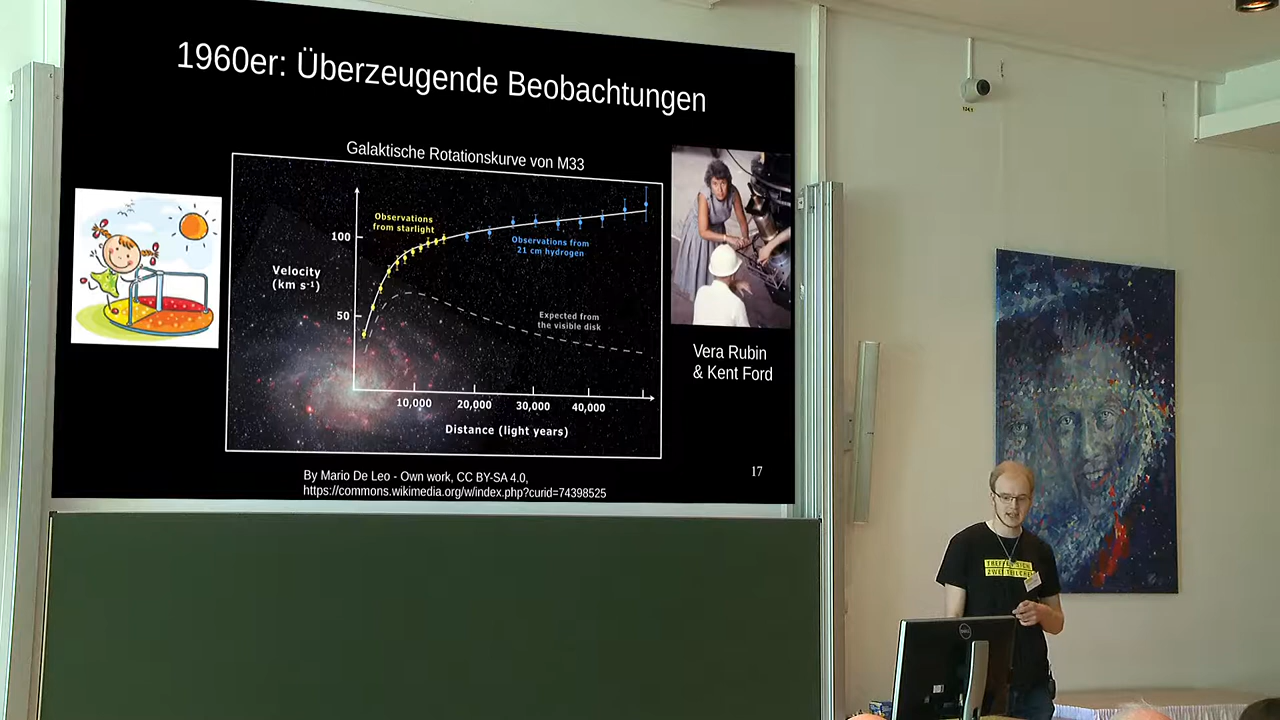 1960er: Überzeugende Beobachtungen
Galaktische Rotationskurve von M33
Observations
from starlight
100
Observations from
21 cm hydrogen
Velocity
(km s-1)
50
Expected from
the visible disk
10,000 20,000 30,000 40,000
Distance (light years)
Vera Rubin
& Kent Ford
By Mario De Leo - Own work, CC BY-SA 4.0,
https://commons.wikimedia.org/w/index.php?curid=74398525
17
ZWEI TEILCHEN
DELL